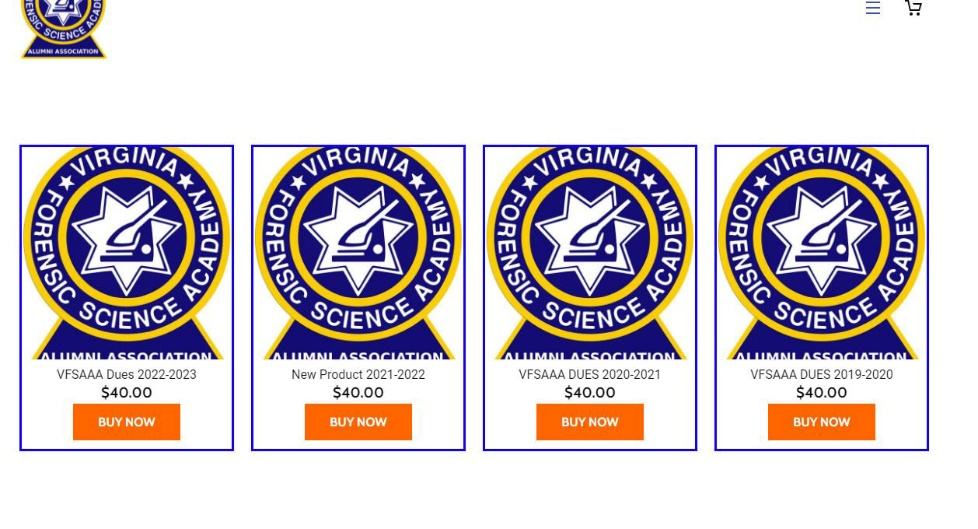 FORENSIC SCIENCE ACADEMY
ALUMNI ASSOCIATION
VIRGINIA
FORENSIC SCIENCE ACADEMY
ALUMNI ASSOCIATION
VFSAAA Dues 2022-2023
$40.00
BUY NOW
VIRGINIA
FORENSIC SCIENCE ACADEMY
ALUMNI ASSOCIATION
New Product 2021-2022
$40.00
BUY NOW
VIRGINIA
FORENSIC SCIENCE ACADEMY
ALUMNI ASSOCIATION
VFSAAA DUES 2020-2021
$40.00
BUY NOW
VIRGINIA
FORENSIC SCIENCE ACADEMY
ALUMNI ASSOCIATION
VFSAAA DUES 2019-2020
$40.00
BUY NOW